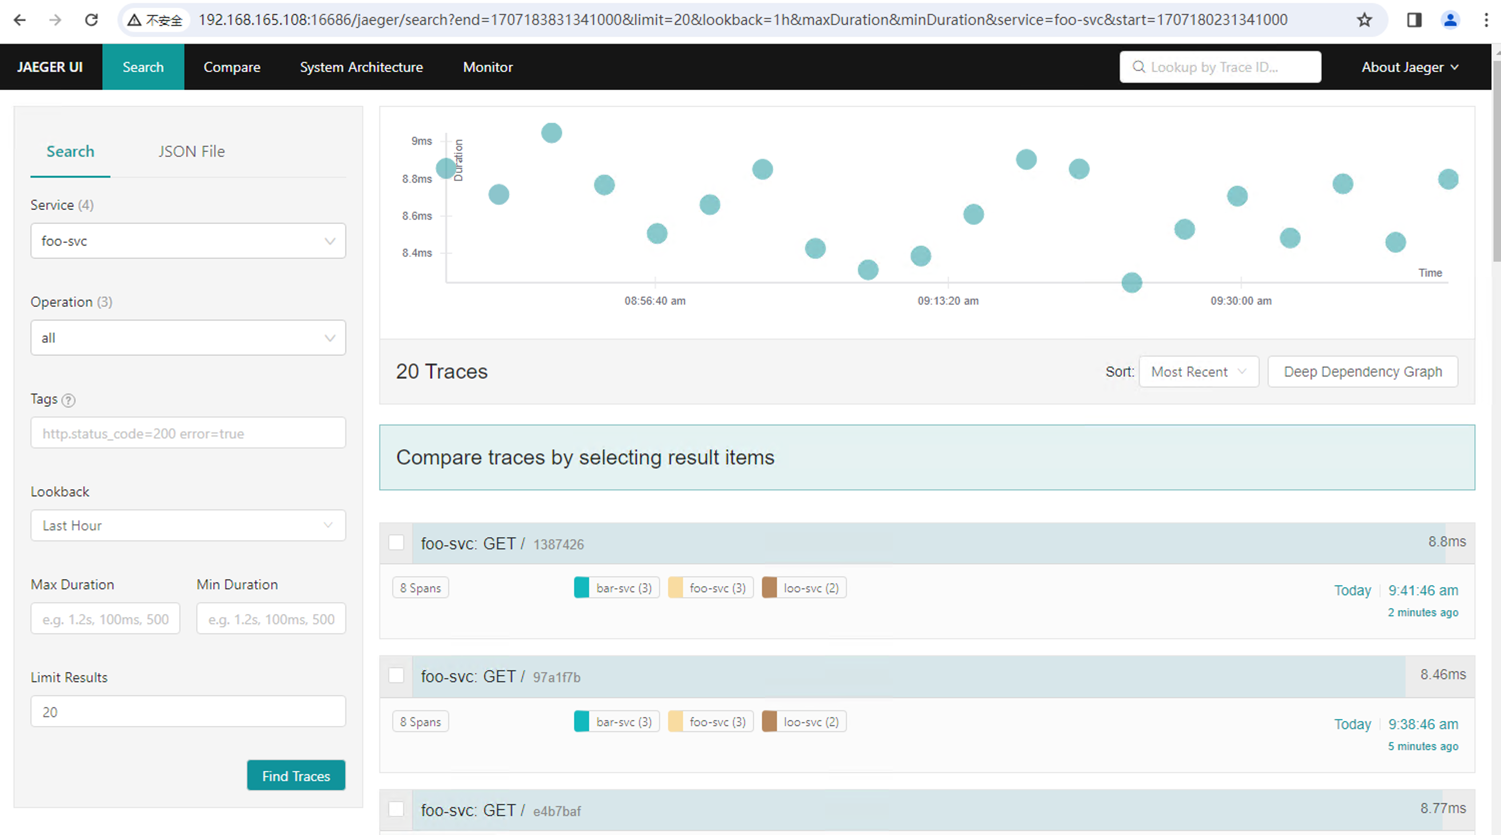 不安全 192.168.165.108:16686/jaeger/search?end=1707183831341000&limit=20&lookback=1h&maxDuration&minDuration&service=foo-svc&start=1707180231341000
JAEGER UI Search Compare System Architecture Monitor Lookup by Trace ID... About Jaeger
Search JSON File
Service (4)
foo-svc
Operation (3)
all
Tags ?
http.status_code=200 error=true
Lookback
Last Hour
Max Duration Min Duration
e.g. 1.2s, 100ms, 500 e.g. 1.2s, 100ms, 500
Limit Results
20
Find Traces
Duration
9ms
8.8ms
8.6ms
8.4ms
Time
08:56:40 am 09:13:20 am 09:30:00 am
20 Traces Sort: Most Recent Deep Dependency Graph
Compare traces by selecting result items
foo-svc: GET / 1387426 8.8ms
8 Spans bar-svc (3) foo-svc (3) loo-svc (2) Today 9:41:46 am
2 minutes ago
foo-svc: GET / 97a1f7b 8.46ms
8 Spans bar-svc (3) foo-svc (3) loo-svc (2) Today 9:38:46 am
5 minutes ago
foo-svc: GET / e4b7baf 8.77ms